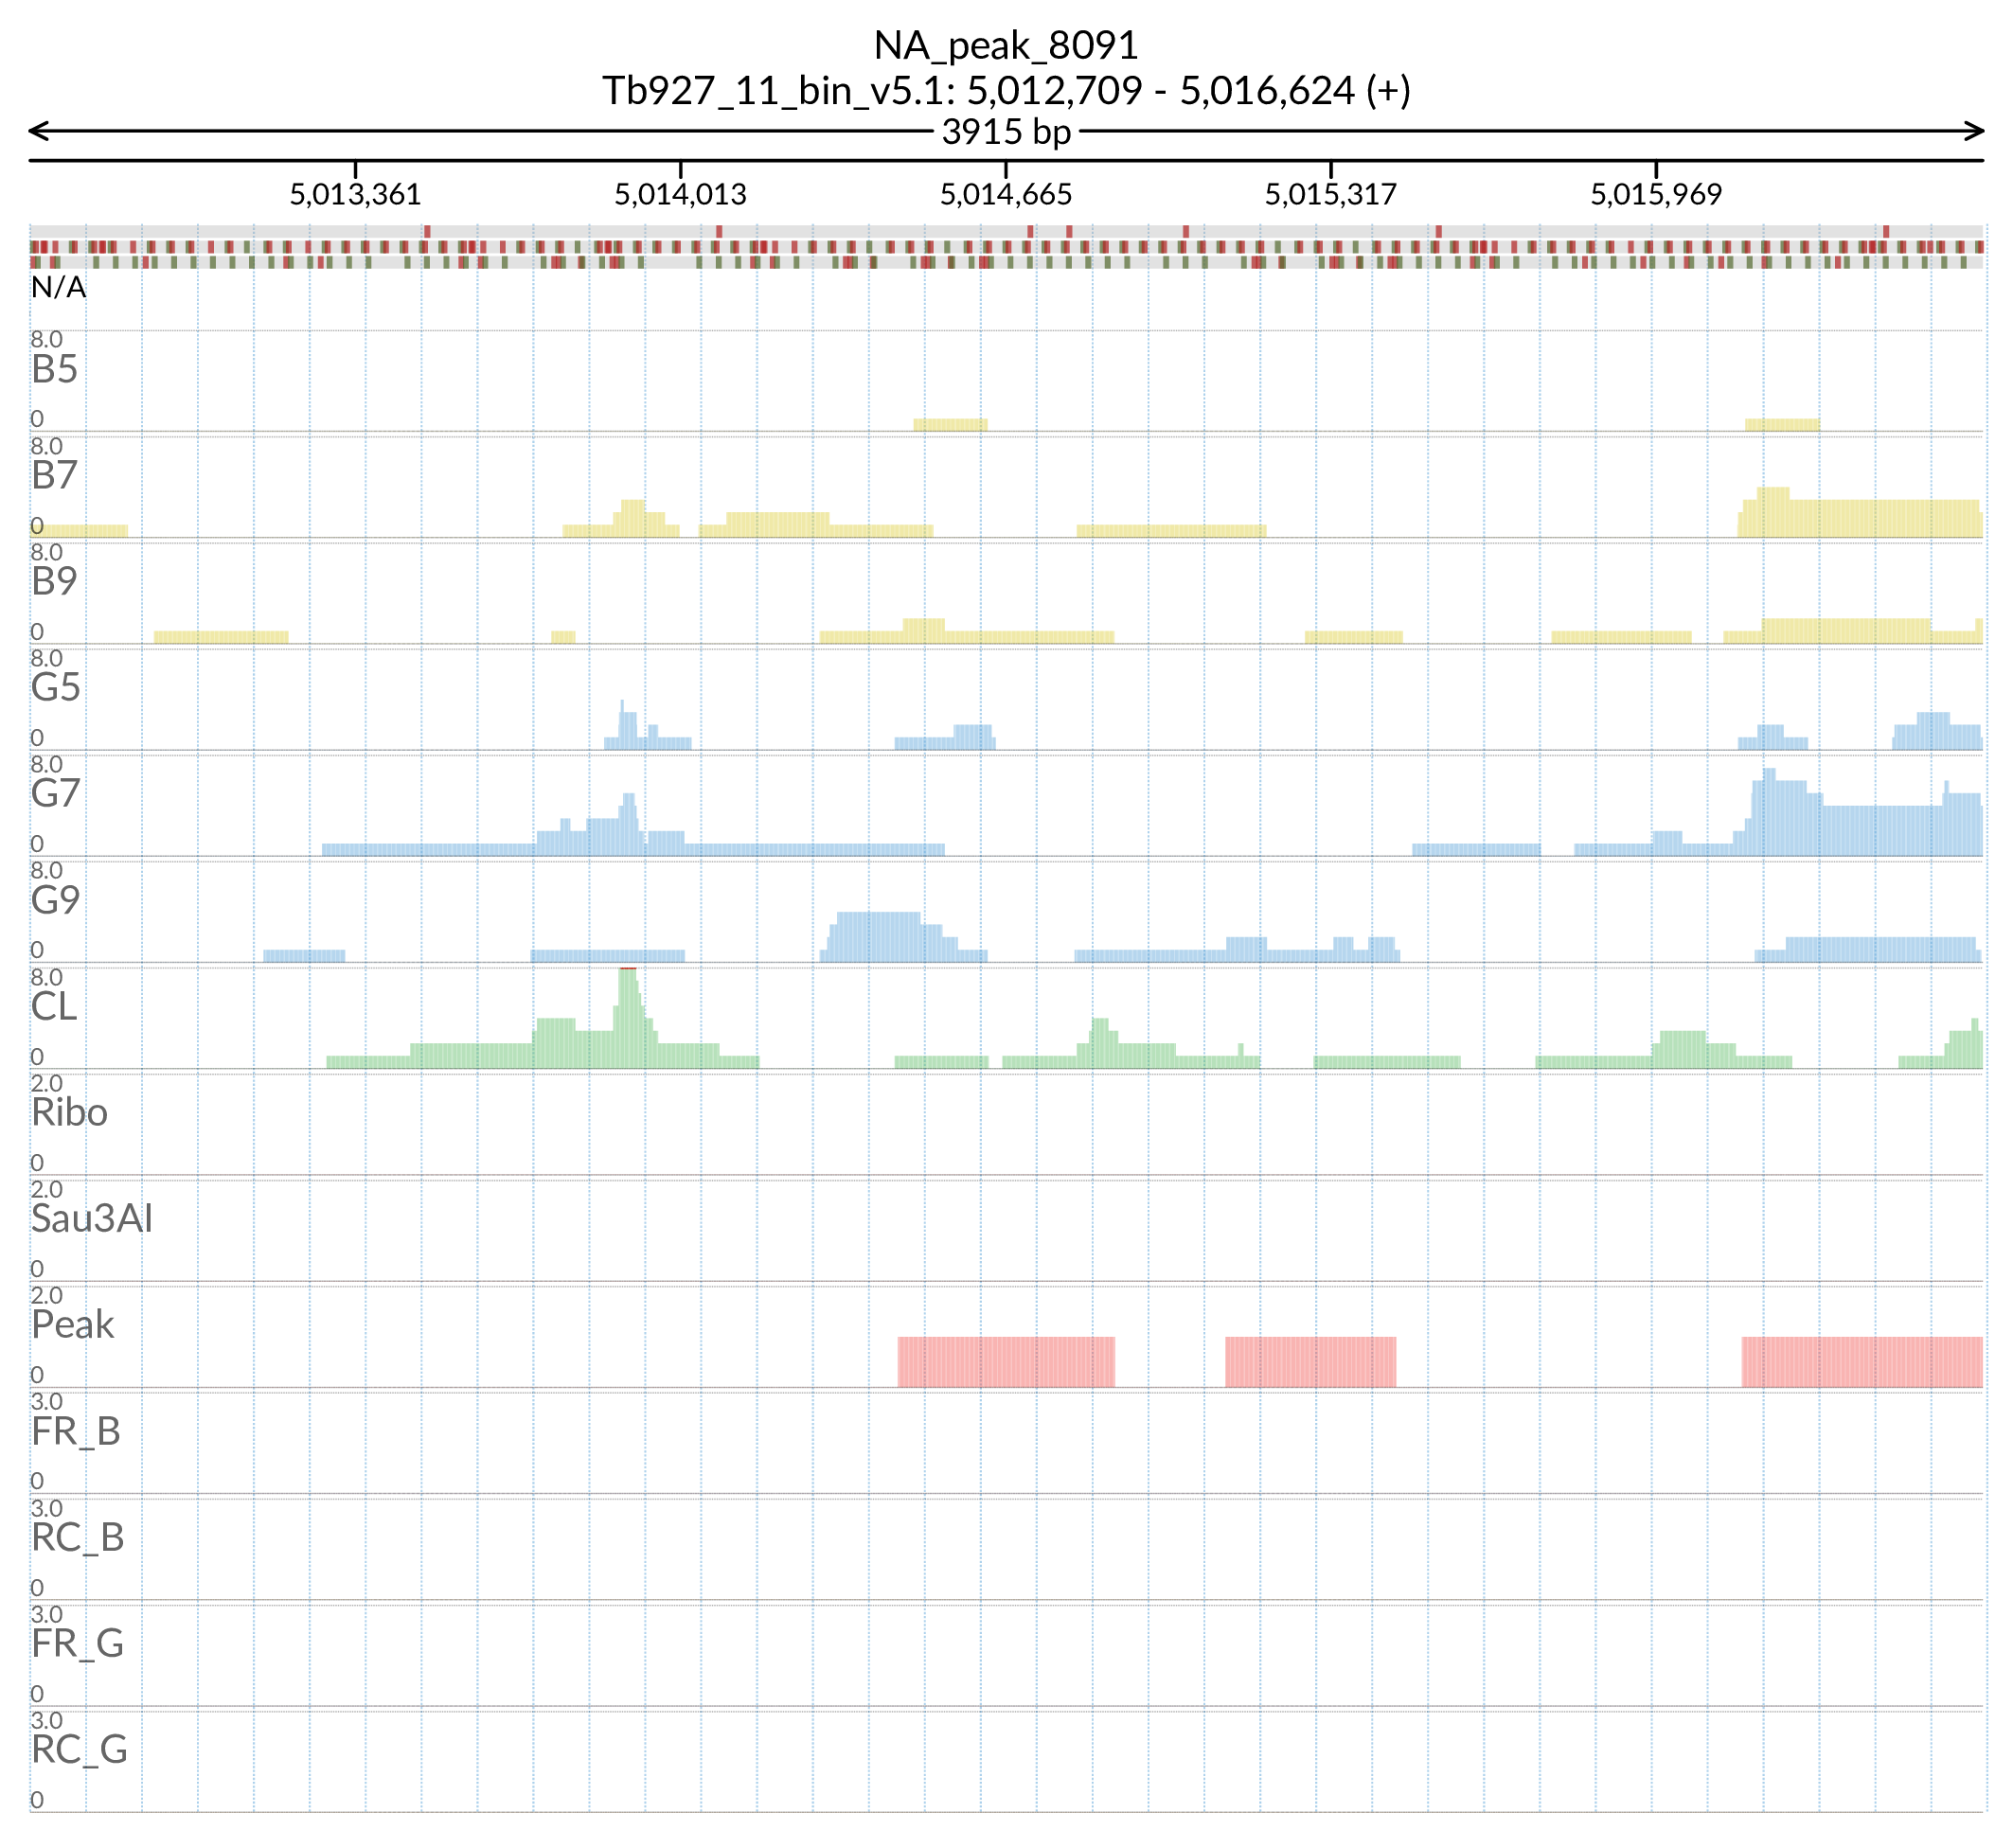 NA_peak_8091
Tb927_11_bin_v5.1: 5,012,709 - 5,016,624 (+)
3915 bp
5,013,361 5,014,013 5,014,665 5,015,317 5,015,969
N/A
8.0
B5
0
8.0
B7
0
8.0
B9
0
8.0
G5
0
8.0
G7
0
8.0
G9
0
8.0
CL
0
2.0
Ribo
0
2.0
Sau3AI
0
2.0
Peak
0
3.0
FR_B
0
3.0
RC_B
0
3.0
FR_G
0
3.0
RC_G
0